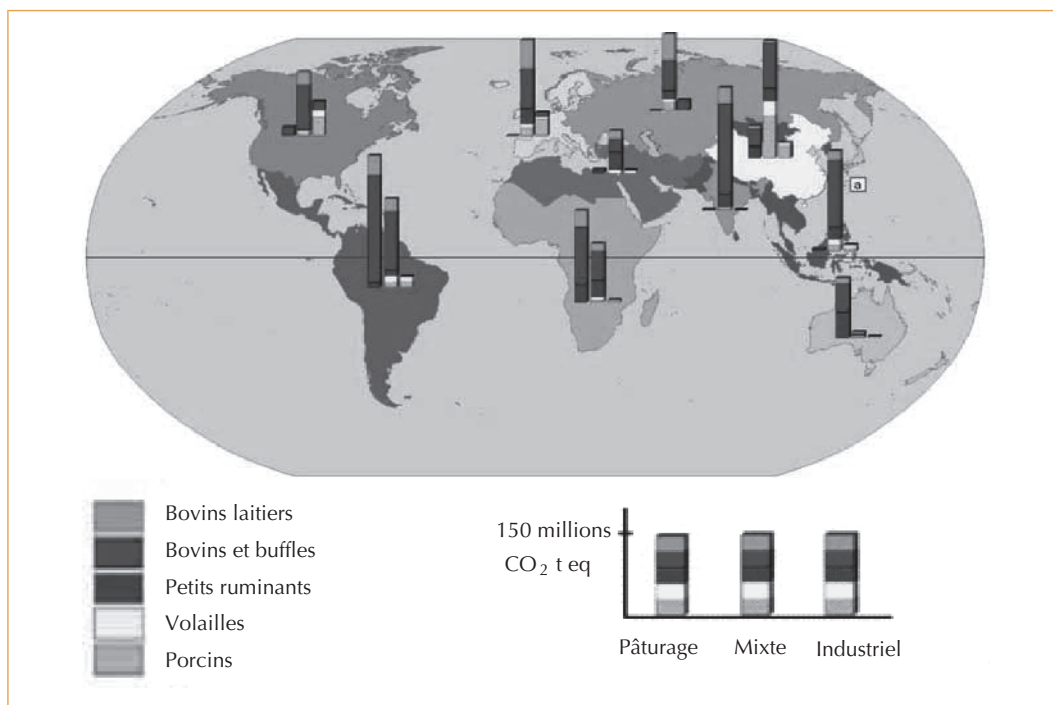 a
Bovins laitiers
Bovins et buffles
Petits ruminants
Volailles
Porcins
150 millions
CO₂ t eq
Pâturage Mixte Industriel